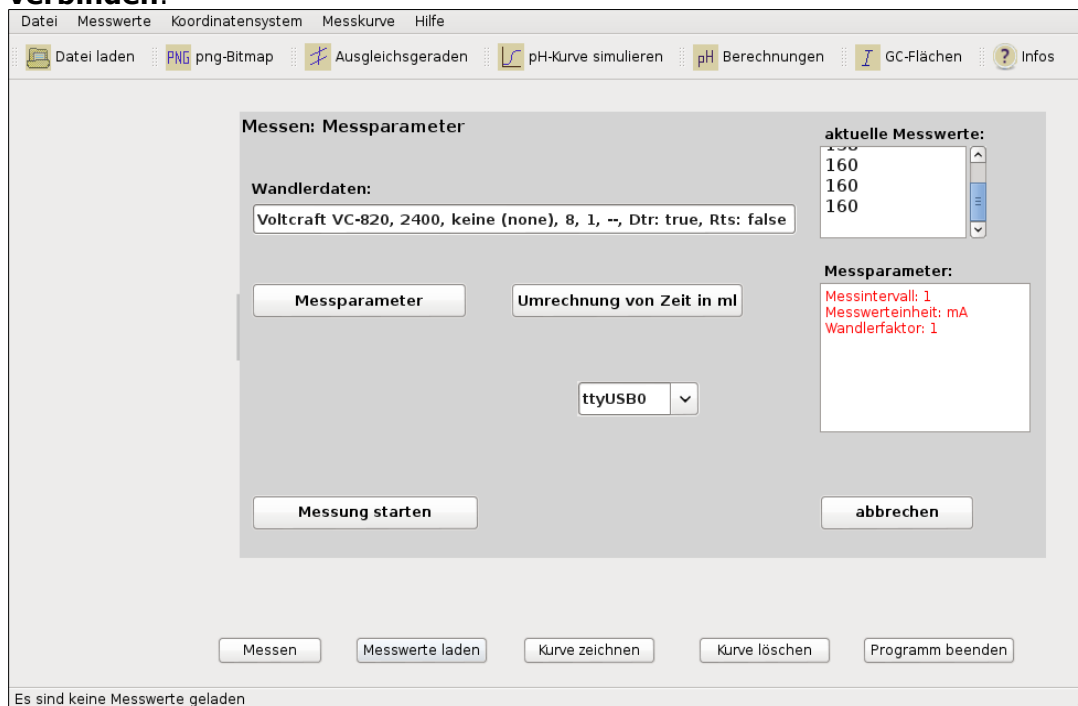 verbinden!
Datei Messwerte Koordinatensystem Messkurve Hilfe
Datei laden PNG png-Bitmap Ausgleichsgeraden pH-Kurve simulieren pH Berechnungen GC-Flächen ? Infos
Messen: Messparameter
aktuelle Messwerte:
160
160
160
Wandlerdaten:
Voltcraft VC-820, 2400, keine (none), 8, 1, --, Dtr: true, Rts: false
Messparameter:
Messparameter
Umrechnung von Zeit in ml
Messintervall: 1
Messwerteinheit: mA
Wandlerfaktor: 1
ttyUSB0
Messung starten
abbrechen
Messen
Messwerte laden
Kurve zeichnen
Kurve löschen
Programm beenden
Es sind keine Messwerte geladen